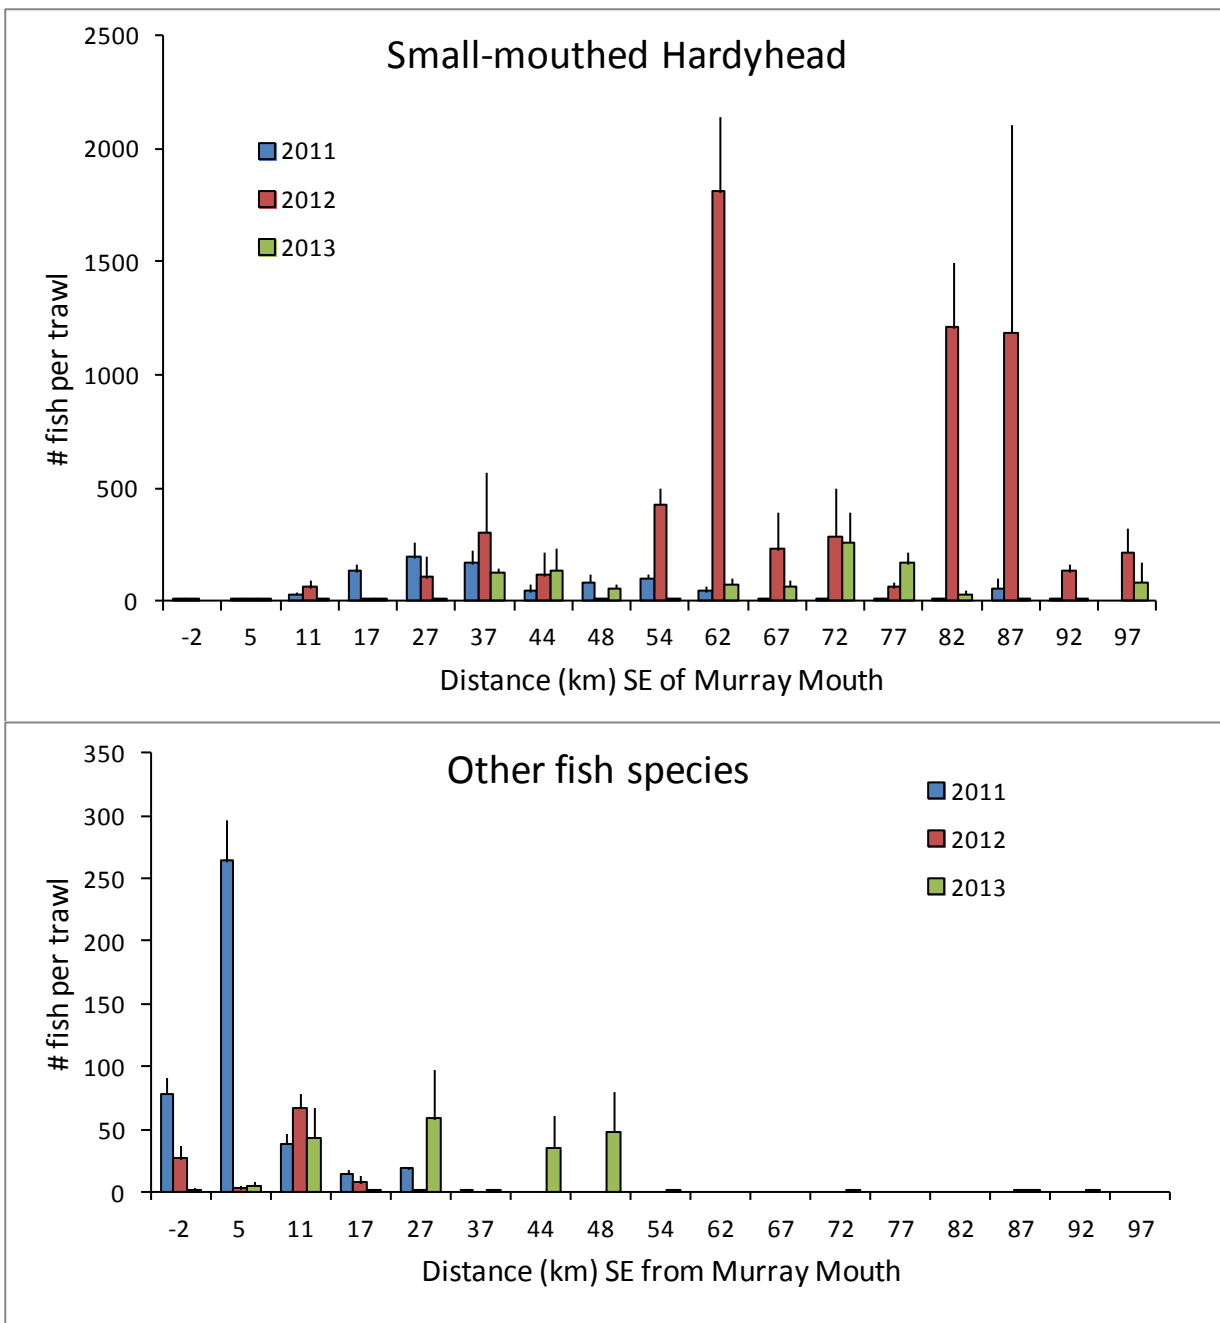 Small-mouthed Hardyhead
2500
2000
1500
1000
500
0
# fish per trawl
2011
2012
2013
-2 5 11 17 27 37 44 48 54 62 67 72 77 82 87 92 97
Distance (km) SE of Murray Mouth
Other fish species
350
300
250
200
150
100
50
0
# fish per trawl
2011
2012
2013
-2 5 11 17 27 37 44 48 54 62 67 72 77 82 87 92 97
Distance (km) SE from Murray Mouth